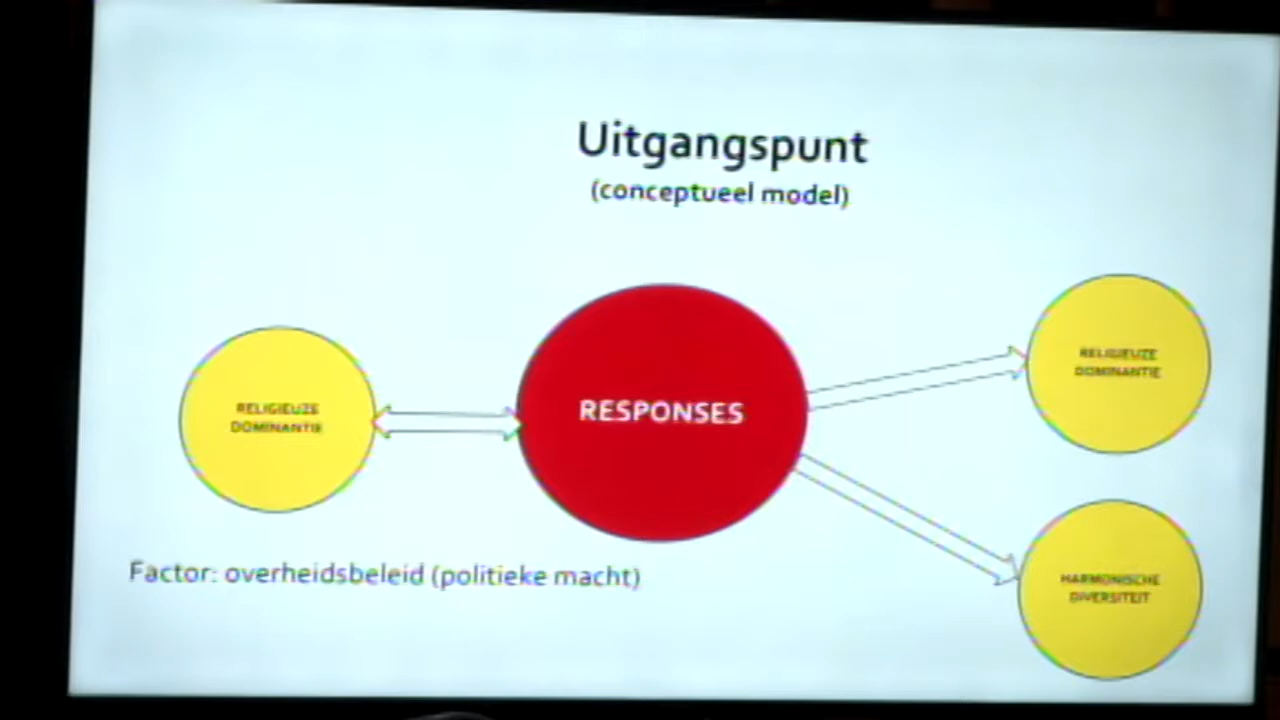 Uitgangspunt
(conceptueel model)
RELIGIEUZE
DOMINANTIE
RESPONSES
RELIGIEUZE
DOMINANTIE
HARMONISCHE
DIVERSITEIT
Factor: overheidsbeleid (politieke macht)